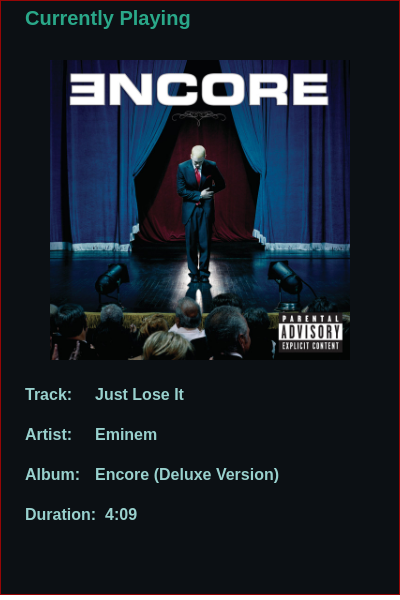 Currently Playing
ƎNCORE
PARENTAL
ADVISORY
EXPLICIT CONTENT
Track: Just Lose It
Artist: Eminem
Album: Encore (Deluxe Version)
Duration: 4:09